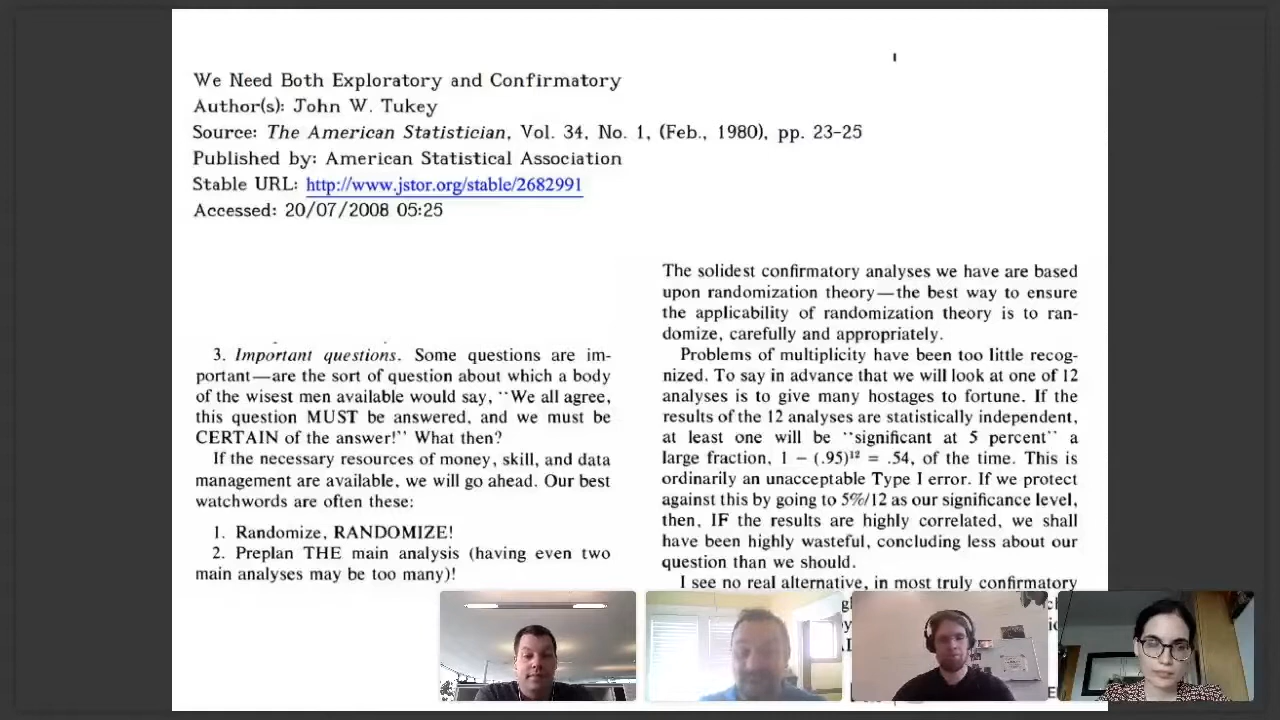 We Need Both Exploratory and Confirmatory
Author(s): John W. Tukey
Source: The American Statistician, Vol. 34, No. 1, (Feb., 1980), pp. 23-25
Published by: American Statistical Association
Stable URL: http://www.jstor.org/stable/2682991
Accessed: 20/07/2008 05:25
3. Important questions. Some questions are im-
portant—are the sort of question about which a body
of the wisest men available would say, "We all agree,
this question MUST be answered, and we must be
CERTAIN of the answer!" What then?
If the necessary resources of money, skill, and data
management are available, we will go ahead. Our best
watchwords are often these:
1. Randomize, RANDOMIZE!
2. Preplan THE main analysis (having even two
main analyses may be too many)!
The solidest confirmatory analyses we have are based
upon randomization theory—the best way to ensure
the applicability of randomization theory is to ran-
domize, carefully and appropriately.
Problems of multiplicity have been too little recog-
nized. To say in advance that we will look at one of 12
analyses is to give many hostages to fortune. If the
results of the 12 analyses are statistically independent,
at least one will be "significant at 5 percent" a
large fraction, 1 − (.95)¹² = .54, of the time. This is
ordinarily an unacceptable Type I error. If we protect
against this by going to 5%/12 as our significance level,
then, IF the results are highly correlated, we shall
have been highly wasteful, concluding less about our
question than we should.
I see no real alternative, in most truly confirmatory